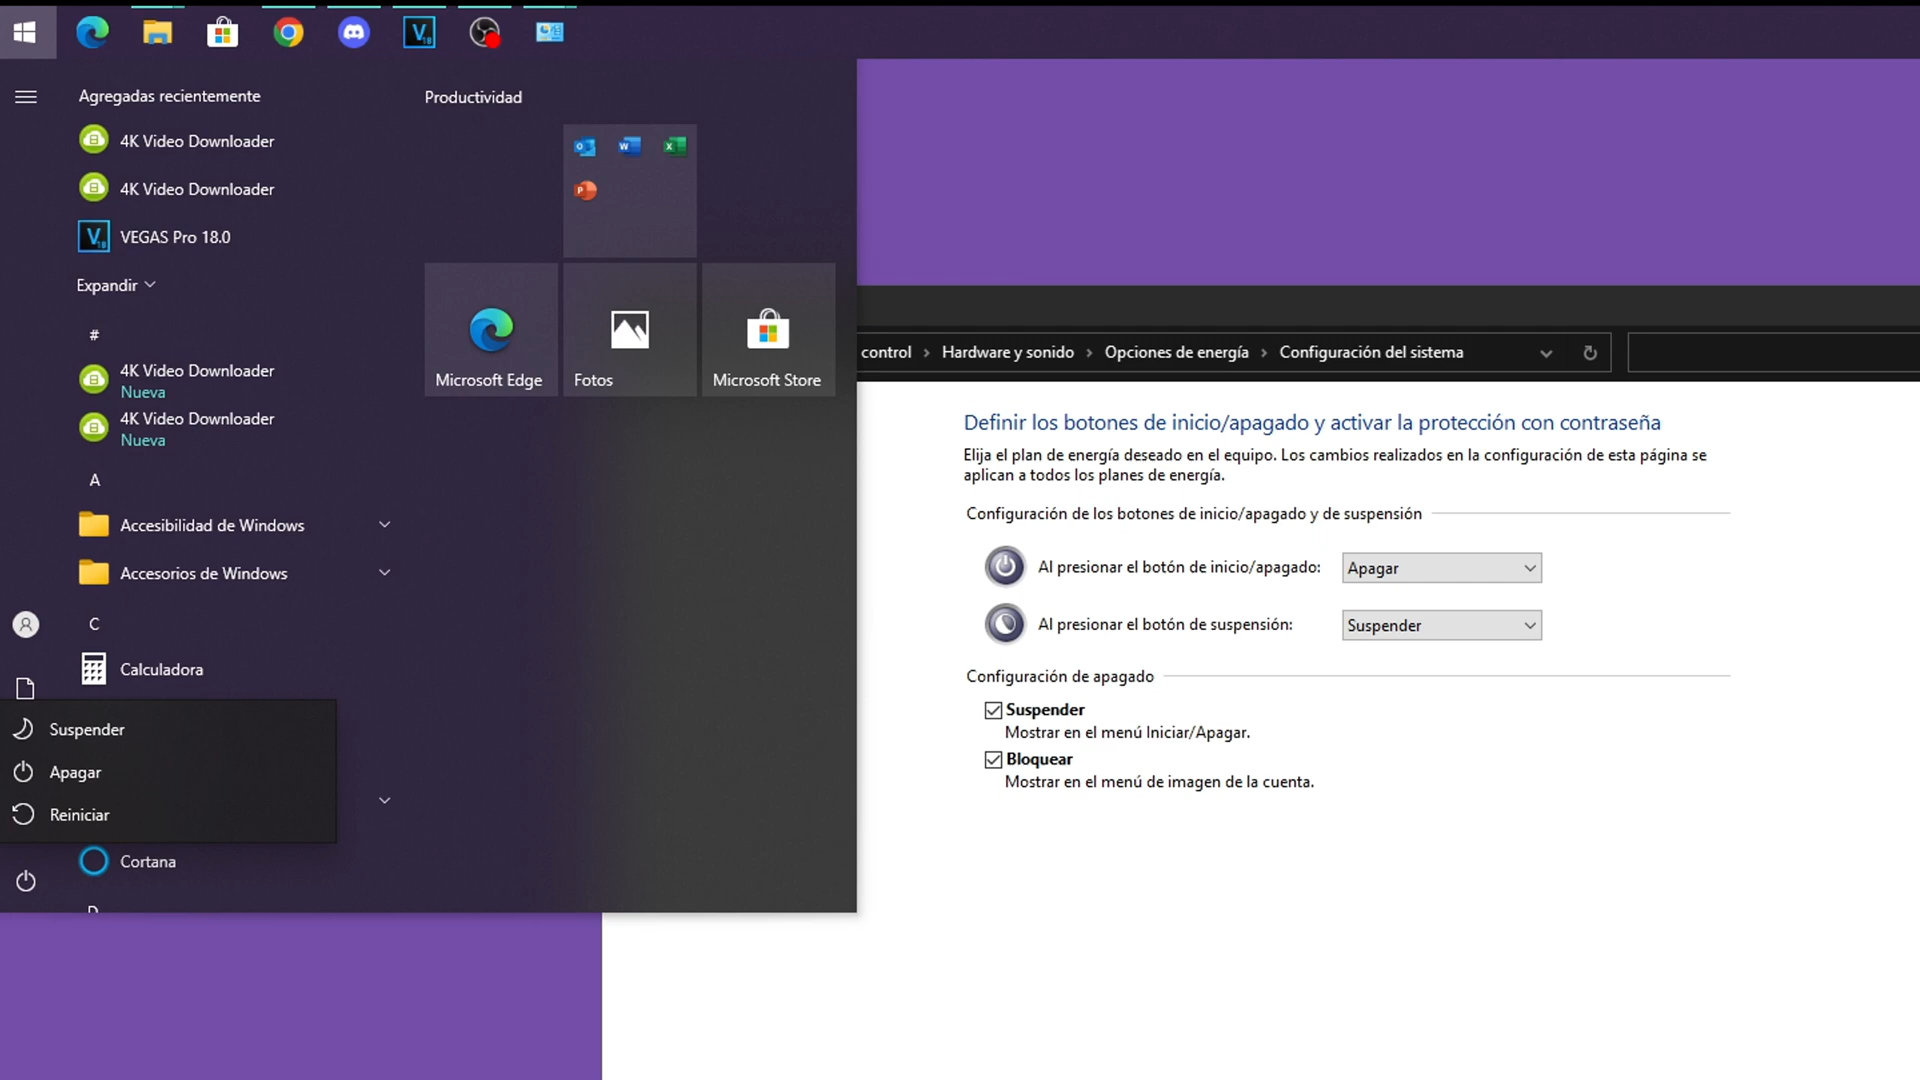 Agregadas recientemente
4K Video Downloader
4K Video Downloader
VEGAS Pro 18.0
Expandir
#
4K Video Downloader
Nueva
4K Video Downloader
Nueva
A
Accesibilidad de Windows
Accesorios de Windows
C
Calculadora
Suspender
Apagar
Reiniciar
Cortana
D
Productividad
Microsoft Edge
Fotos
Microsoft Store
control
Hardware y sonido
Opciones de energía
Configuración del sistema
Definir los botones de inicio/apagado y activar la protección con contraseña
Elija el plan de energía deseado en el equipo. Los cambios realizados en la configuración de esta página se
aplican a todos los planes de energía.
Configuración de los botones de inicio/apagado y de suspensión
Al presionar el botón de inicio/apagado: Apagar
Al presionar el botón de suspensión: Suspender
Configuración de apagado
Suspender
Mostrar en el menú Iniciar/Apagar.
Bloquear
Mostrar en el menú de imagen de la cuenta.